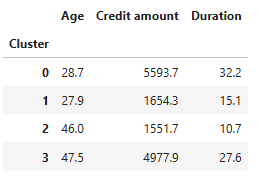 Age Credit amount Duration
Cluster
0 28.7 5593.7 32.2
1 27.9 1654.3 15.1
2 46.0 1551.7 10.7
3 47.5 4977.9 27.6